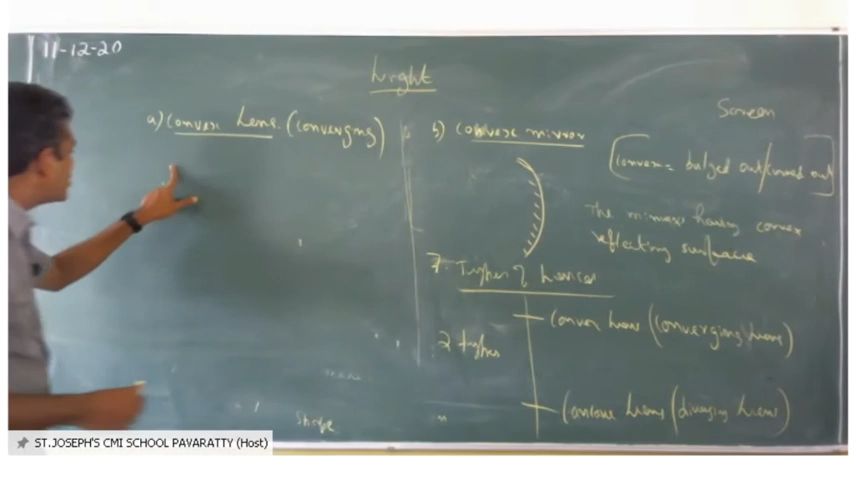 11-12-20
Light
a) Convex Lens. (Converging)
b) Convex mirror
Screen
Convex = bulged out/curved out
The mirrors having convex
reflecting surface
7. Types of Lenses
2 types
Convex Lens (Converging Lens)
Concave Lens (diverging Lens)
Shape
ST.JOSEPH'S CMI SCHOOL PAVARATTY (Host)